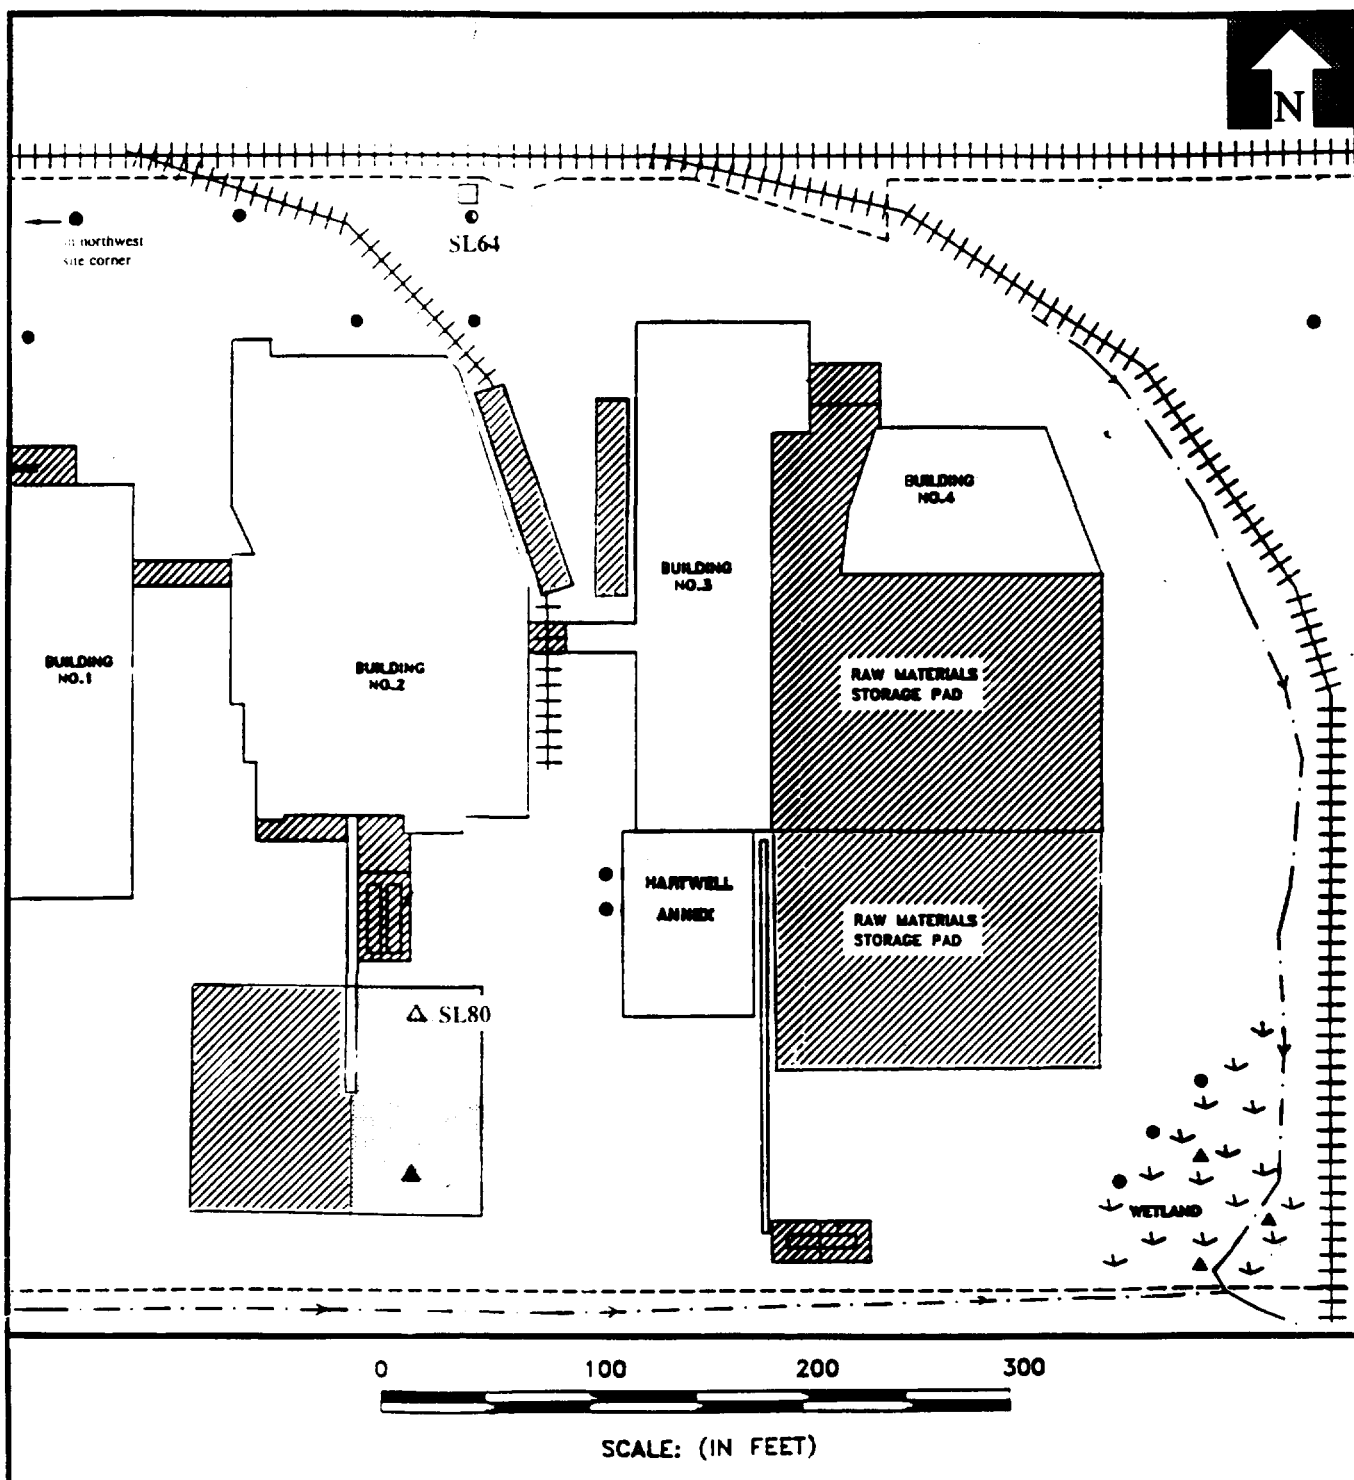 N
northwest
site corner
SL64
BUILDING
NO.4
BUILDING
NO.3
BUILDING
NO.1
BUILDING
NO.2
RAW MATERIALS
STORAGE PAD
HARTWELL
ANNEX
RAW MATERIALS
STORAGE PAD
SL80
WETLAND
0 100 200 300
SCALE: (IN FEET)